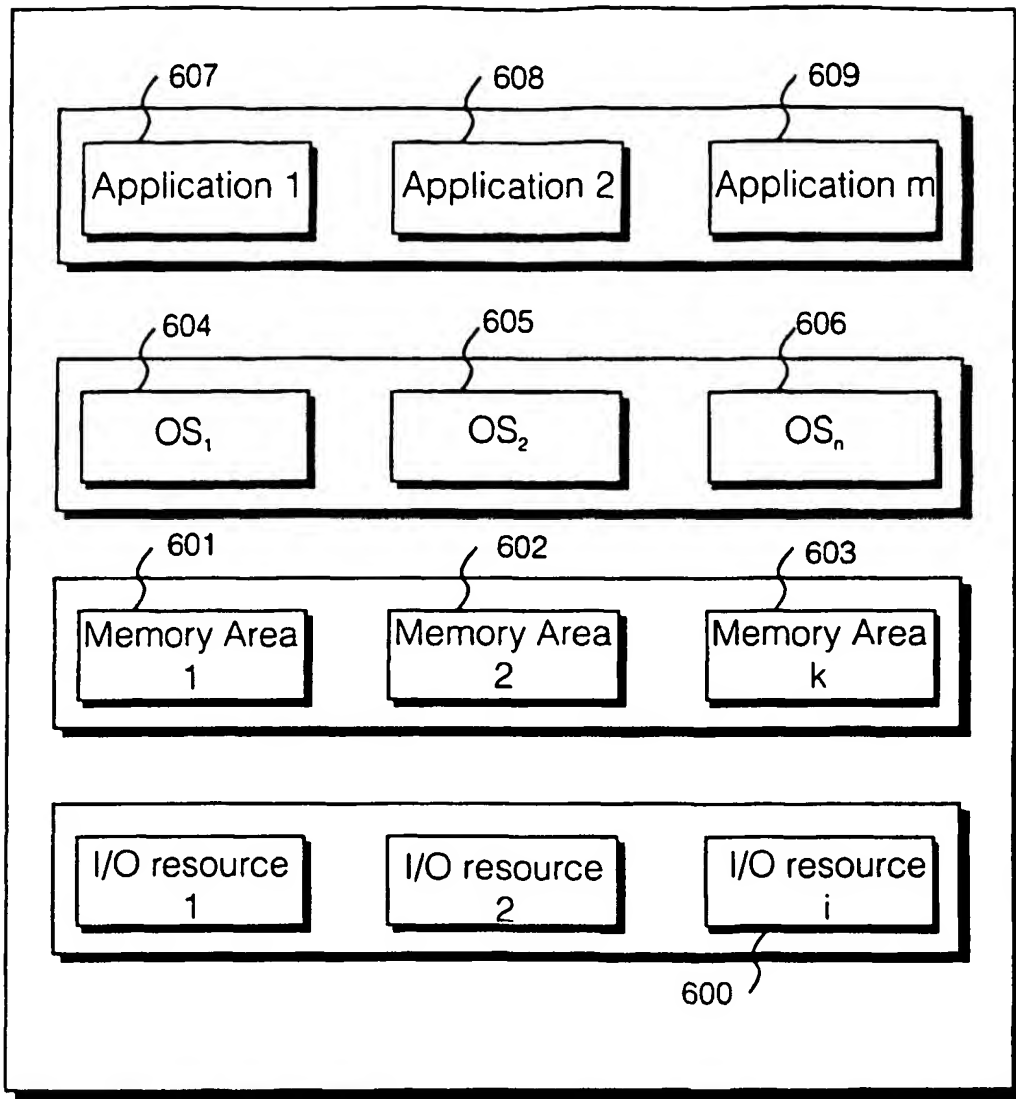 607 608 609
Application 1 Application 2 Application m
604 605 606
OS₁ OS₂ OSₙ
601 602 603
Memory Area Memory Area Memory Area
1 2 k
I/O resource I/O resource I/O resource
1 2 i
600